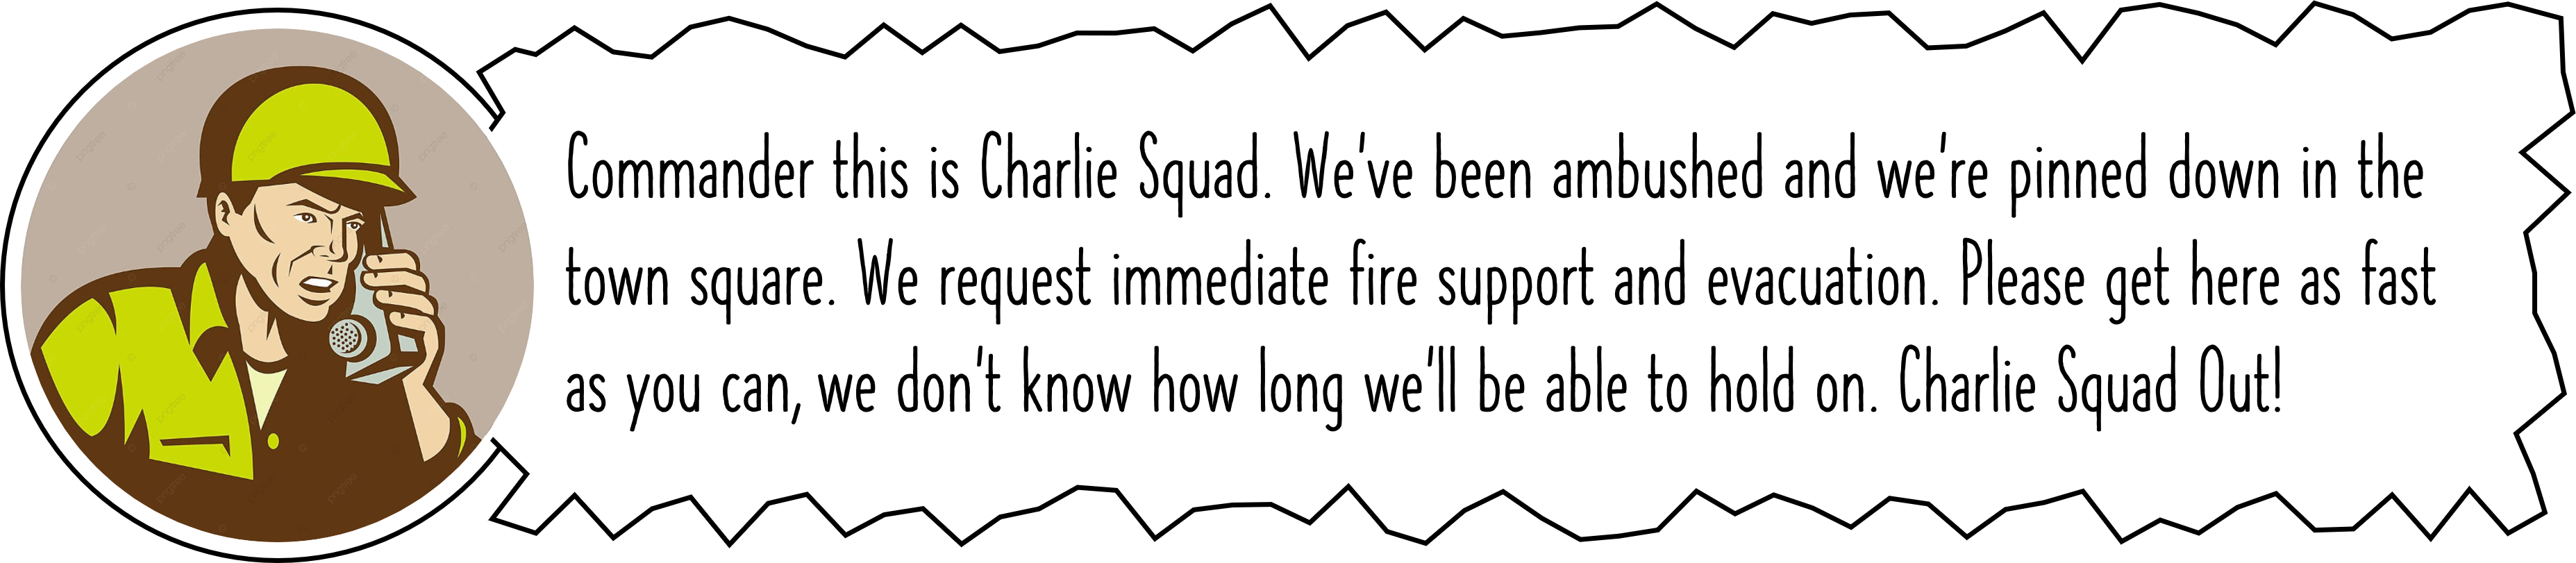 Commander this is Charlie Squad. We've been ambushed and we're pinned down in the
town square. We request immediate fire support and evacuation. Please get here as fast
as you can, we don't know how long we'll be able to hold on. Charlie Squad Out!